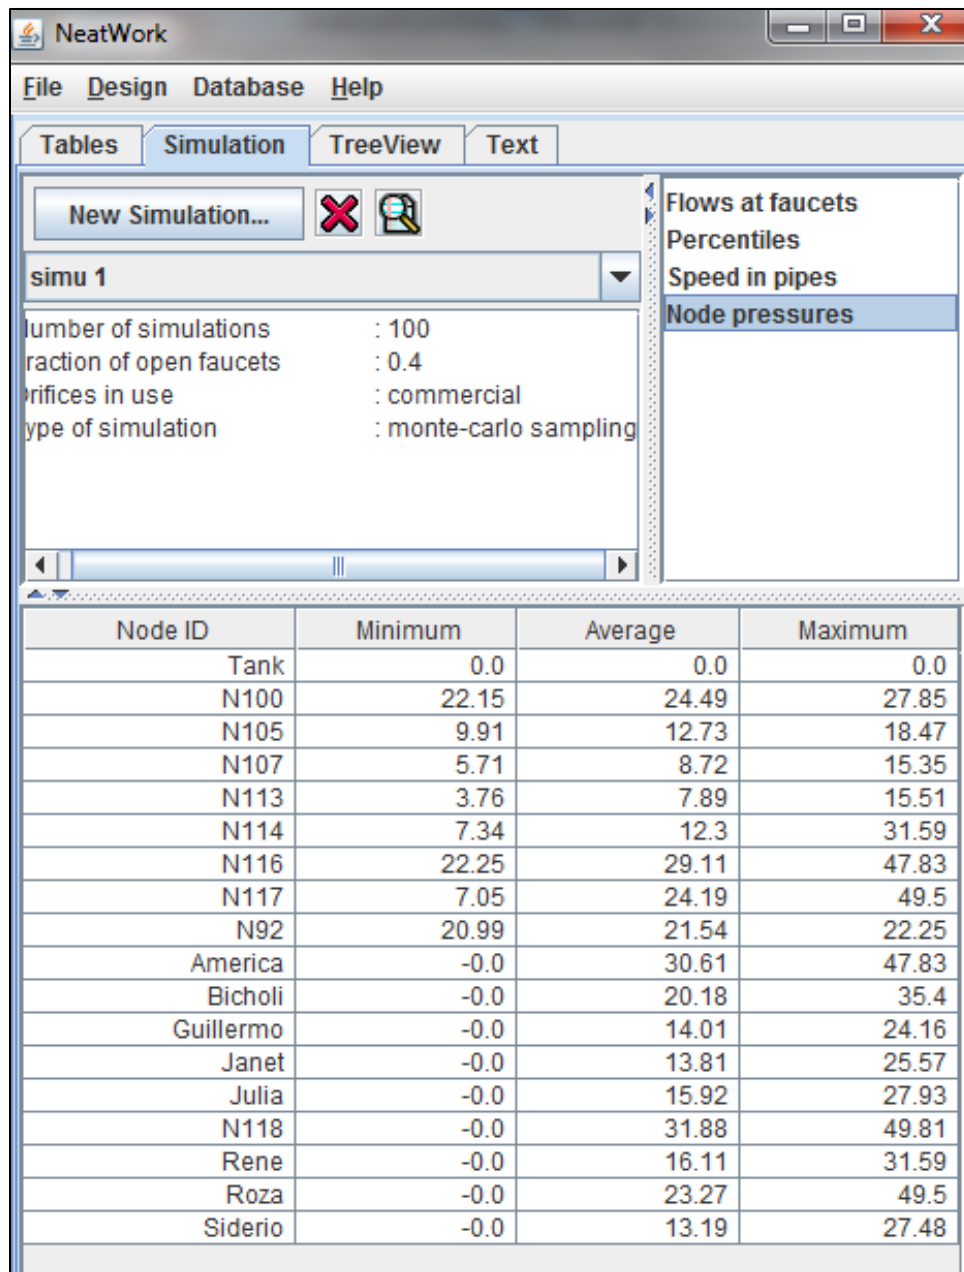 NeatWork
File Design Database Help
Tables Simulation TreeView Text
New Simulation...
simu 1
umber of simulations : 100
raction of open faucets : 0.4
rifices in use : commercial
ype of simulation : monte-carlo sampling
Flows at faucets
Percentiles
Speed in pipes
Node pressures
Node ID Minimum Average Maximum
Tank 0.0 0.0 0.0
N100 22.15 24.49 27.85
N105 9.91 12.73 18.47
N107 5.71 8.72 15.35
N113 3.76 7.89 15.51
N114 7.34 12.3 31.59
N116 22.25 29.11 47.83
N117 7.05 24.19 49.5
N92 20.99 21.54 22.25
America -0.0 30.61 47.83
Bicholi -0.0 20.18 35.4
Guillermo -0.0 14.01 24.16
Janet -0.0 13.81 25.57
Julia -0.0 15.92 27.93
N118 -0.0 31.88 49.81
Rene -0.0 16.11 31.59
Roza -0.0 23.27 49.5
Siderio -0.0 13.19 27.48